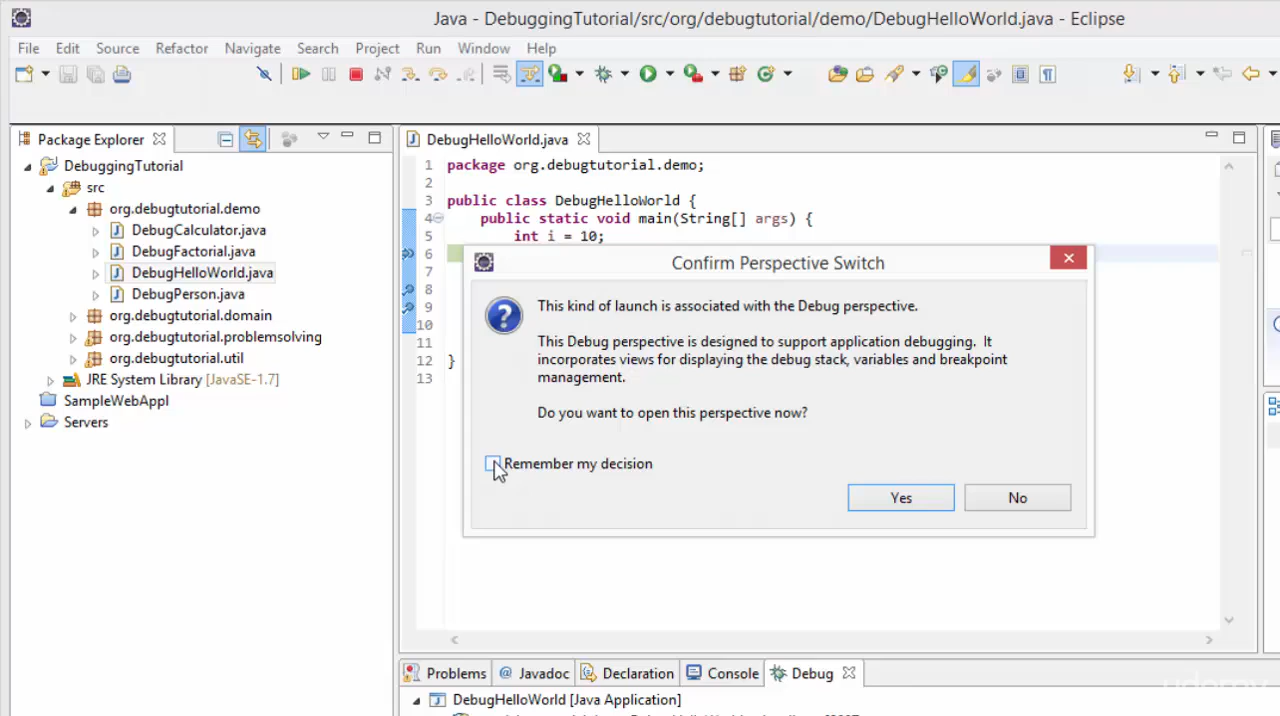 Java - DebuggingTutorial/src/org/debugtutorial/demo/DebugHelloWorld.java - Eclipse
File Edit Source Refactor Navigate Search Project Run Window Help
Package Explorer
DebuggingTutorial
src
org.debugtutorial.demo
DebugCalculator.java
DebugFactorial.java
DebugHelloWorld.java
DebugPerson.java
org.debugtutorial.domain
org.debugtutorial.problemsolving
org.debugtutorial.util
JRE System Library [JavaSE-1.7]
SampleWebAppl
Servers
DebugHelloWorld.java
1 package org.debugtutorial.demo;
2
3 public class DebugHelloWorld {
4 public static void main(String[] args) {
5 int i = 10;
6
7
8
9
10
11
12 }
13
Confirm Perspective Switch
This kind of launch is associated with the Debug perspective.
This Debug perspective is designed to support application debugging. It
incorporates views for displaying the debug stack, variables and breakpoint
management.
Do you want to open this perspective now?
Remember my decision
Yes No
Problems @ Javadoc Declaration Console Debug
DebugHelloWorld [Java Application]